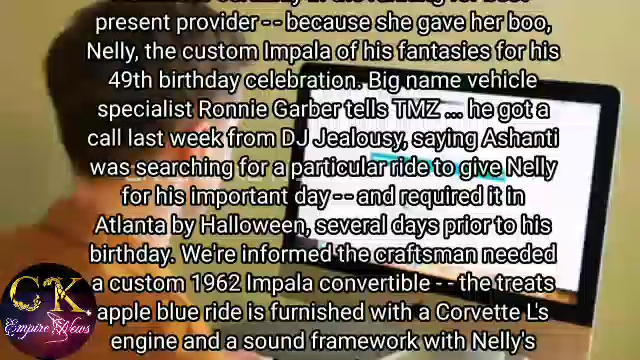 present provider - - because she gave her boo,
Nelly, the custom Impala of his fantasies for his
49th birthday celebration. Big name vehicle
specialist Ronnie Garber tells TMZ ... he got a
call last week from DJ Jealousy, saying Ashanti
was searching for a particular ride to give Nelly
for his important day - - and required it in
Atlanta by Halloween, several days prior to his
birthday. We're informed the craftsman needed
a custom 1962 Impala convertible - - the treats
apple blue ride is furnished with a Corvette L's
engine and a sound framework with Nelly's
CK
Empire News